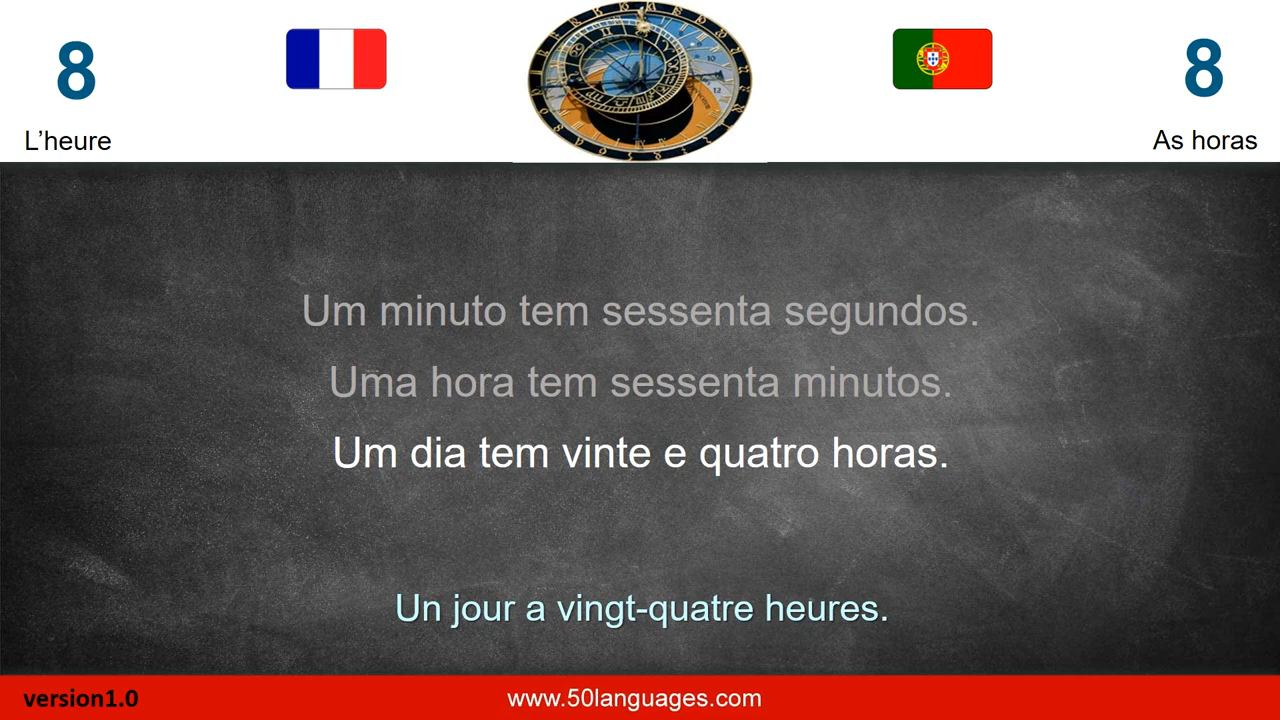 8
8
L’heure
As horas
Um minuto tem sessenta segundos.
Uma hora tem sessenta minutos.
Um dia tem vinte e quatro horas.
Un jour a vingt-quatre heures.
version1.0
www.50languages.com